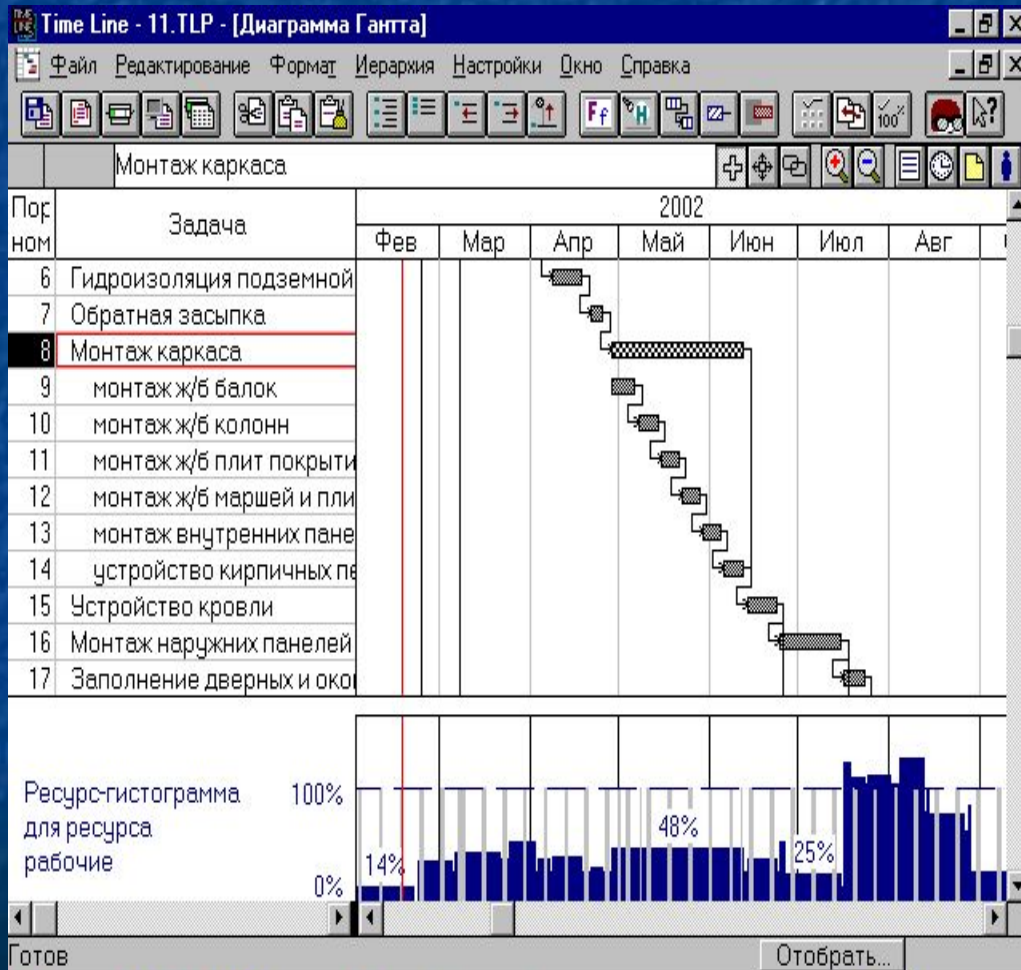 Time Line - 11.TLP - [Диаграмма Гантта]
Файл Редактирование Формат Иерархия Настройки Окно Справка
Ff H 100%
Монтаж каркаса
Пор ном Задача 2002
Фев Мар Апр Май Июн Июл Авг
6 Гидроизоляция подземной
7 Обратная засыпка
8 Монтаж каркаса
9 монтаж ж/б балок
10 монтаж ж/б колонн
11 монтаж ж/б плит покрыти
12 монтаж ж/б маршей и пли
13 монтаж внутренних пане
14 устройство кирпичных пе
15 Устройство кровли
16 Монтаж наружних панелей
17 Заполнение дверных и око
Ресурс-гистограмма 100%
для ресурса 48%
рабочие 14% 25%
0%
Готов Отобрать...